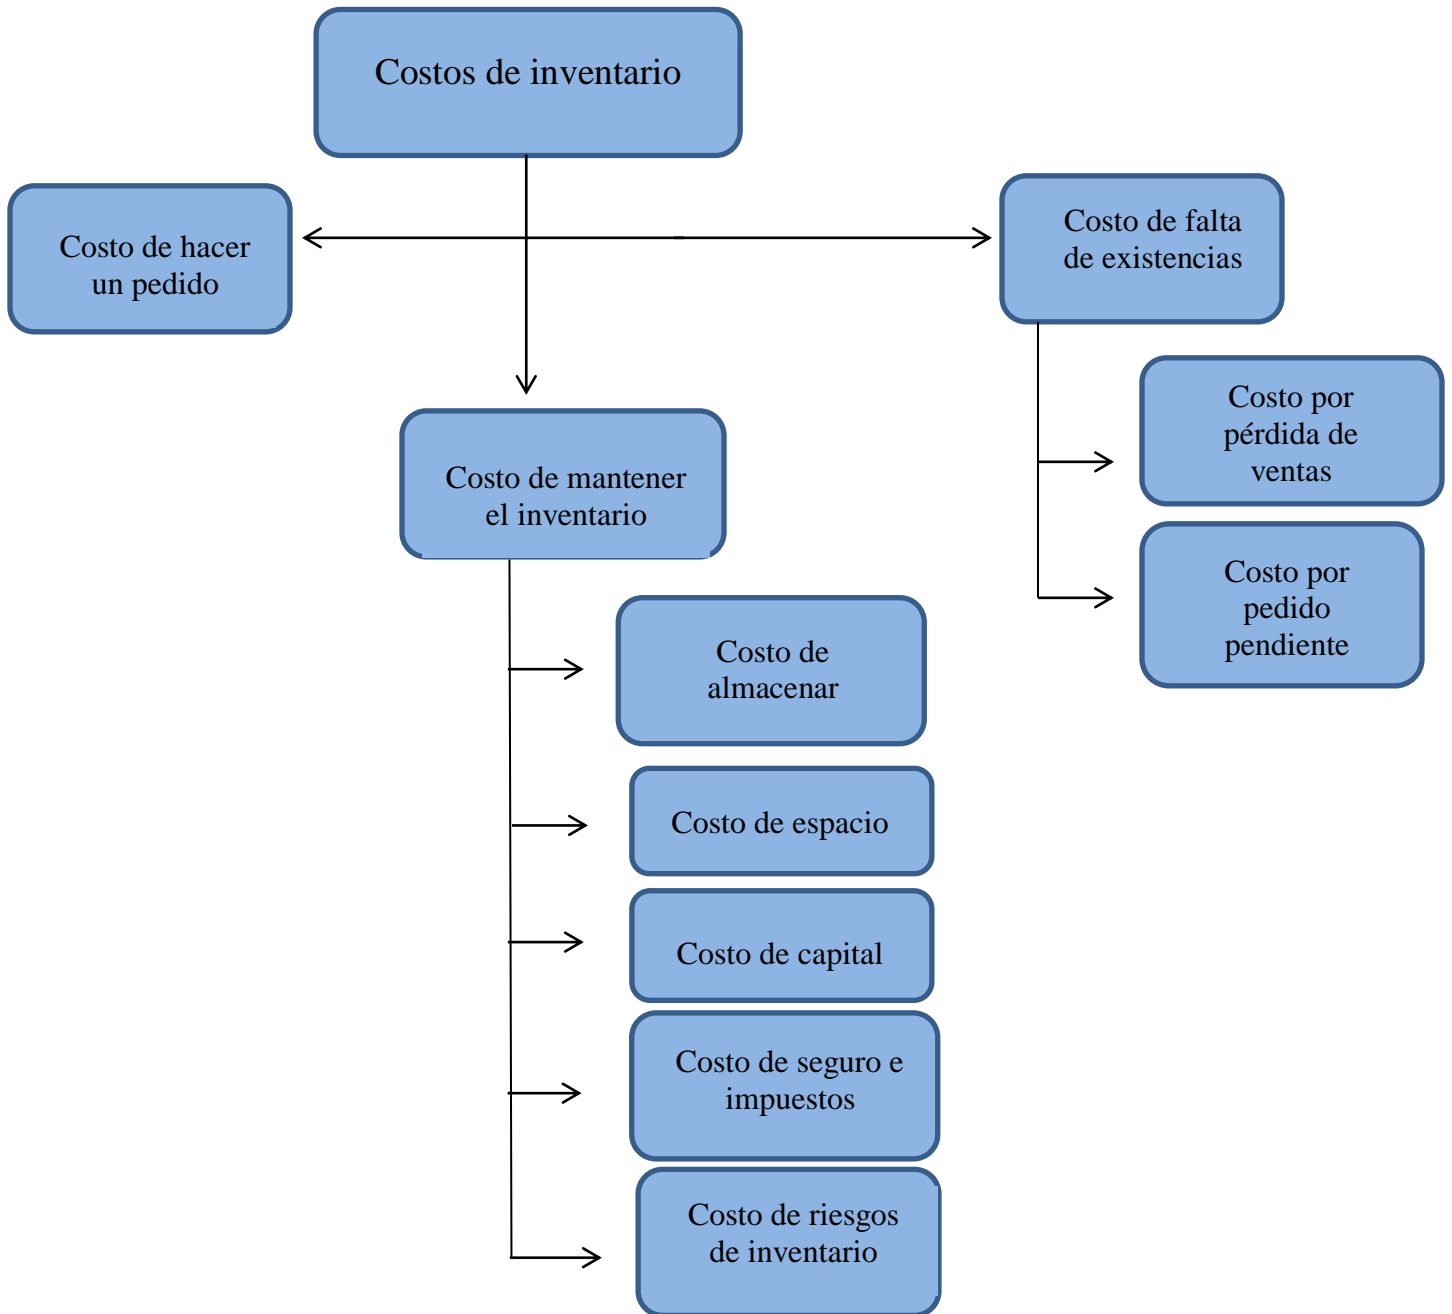 Costos de inventario
Costo de hacer
un pedido
Costo de falta
de existencias
Costo por
pérdida de
ventas
Costo de mantener
el inventario
Costo por
pedido
pendiente
Costo de
almacenar
Costo de espacio
Costo de capital
Costo de seguro e
impuestos
Costo de riesgos
de inventario